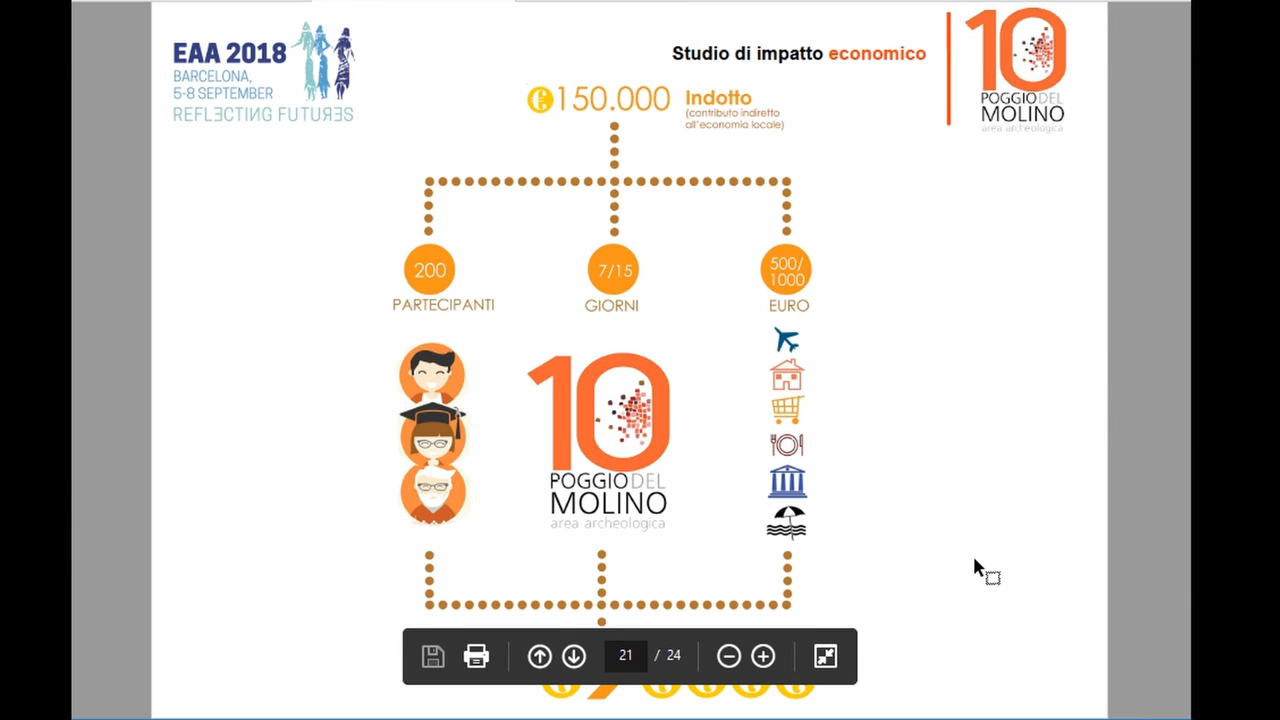 EAA 2018
BARCELONA,
5-8 SEPTEMBER
REFLECTING FUTURES
Studio di impatto economico
10
POGGIO DEL
MOLINO
area archeologica
€150.000
Indotto
(contributo indiretto
all'economia locale)
200
7/15
500/
1000
PARTECIPANTI
GIORNI
EURO
10
POGGIO DEL
MOLINO
area archeologica
21 / 24